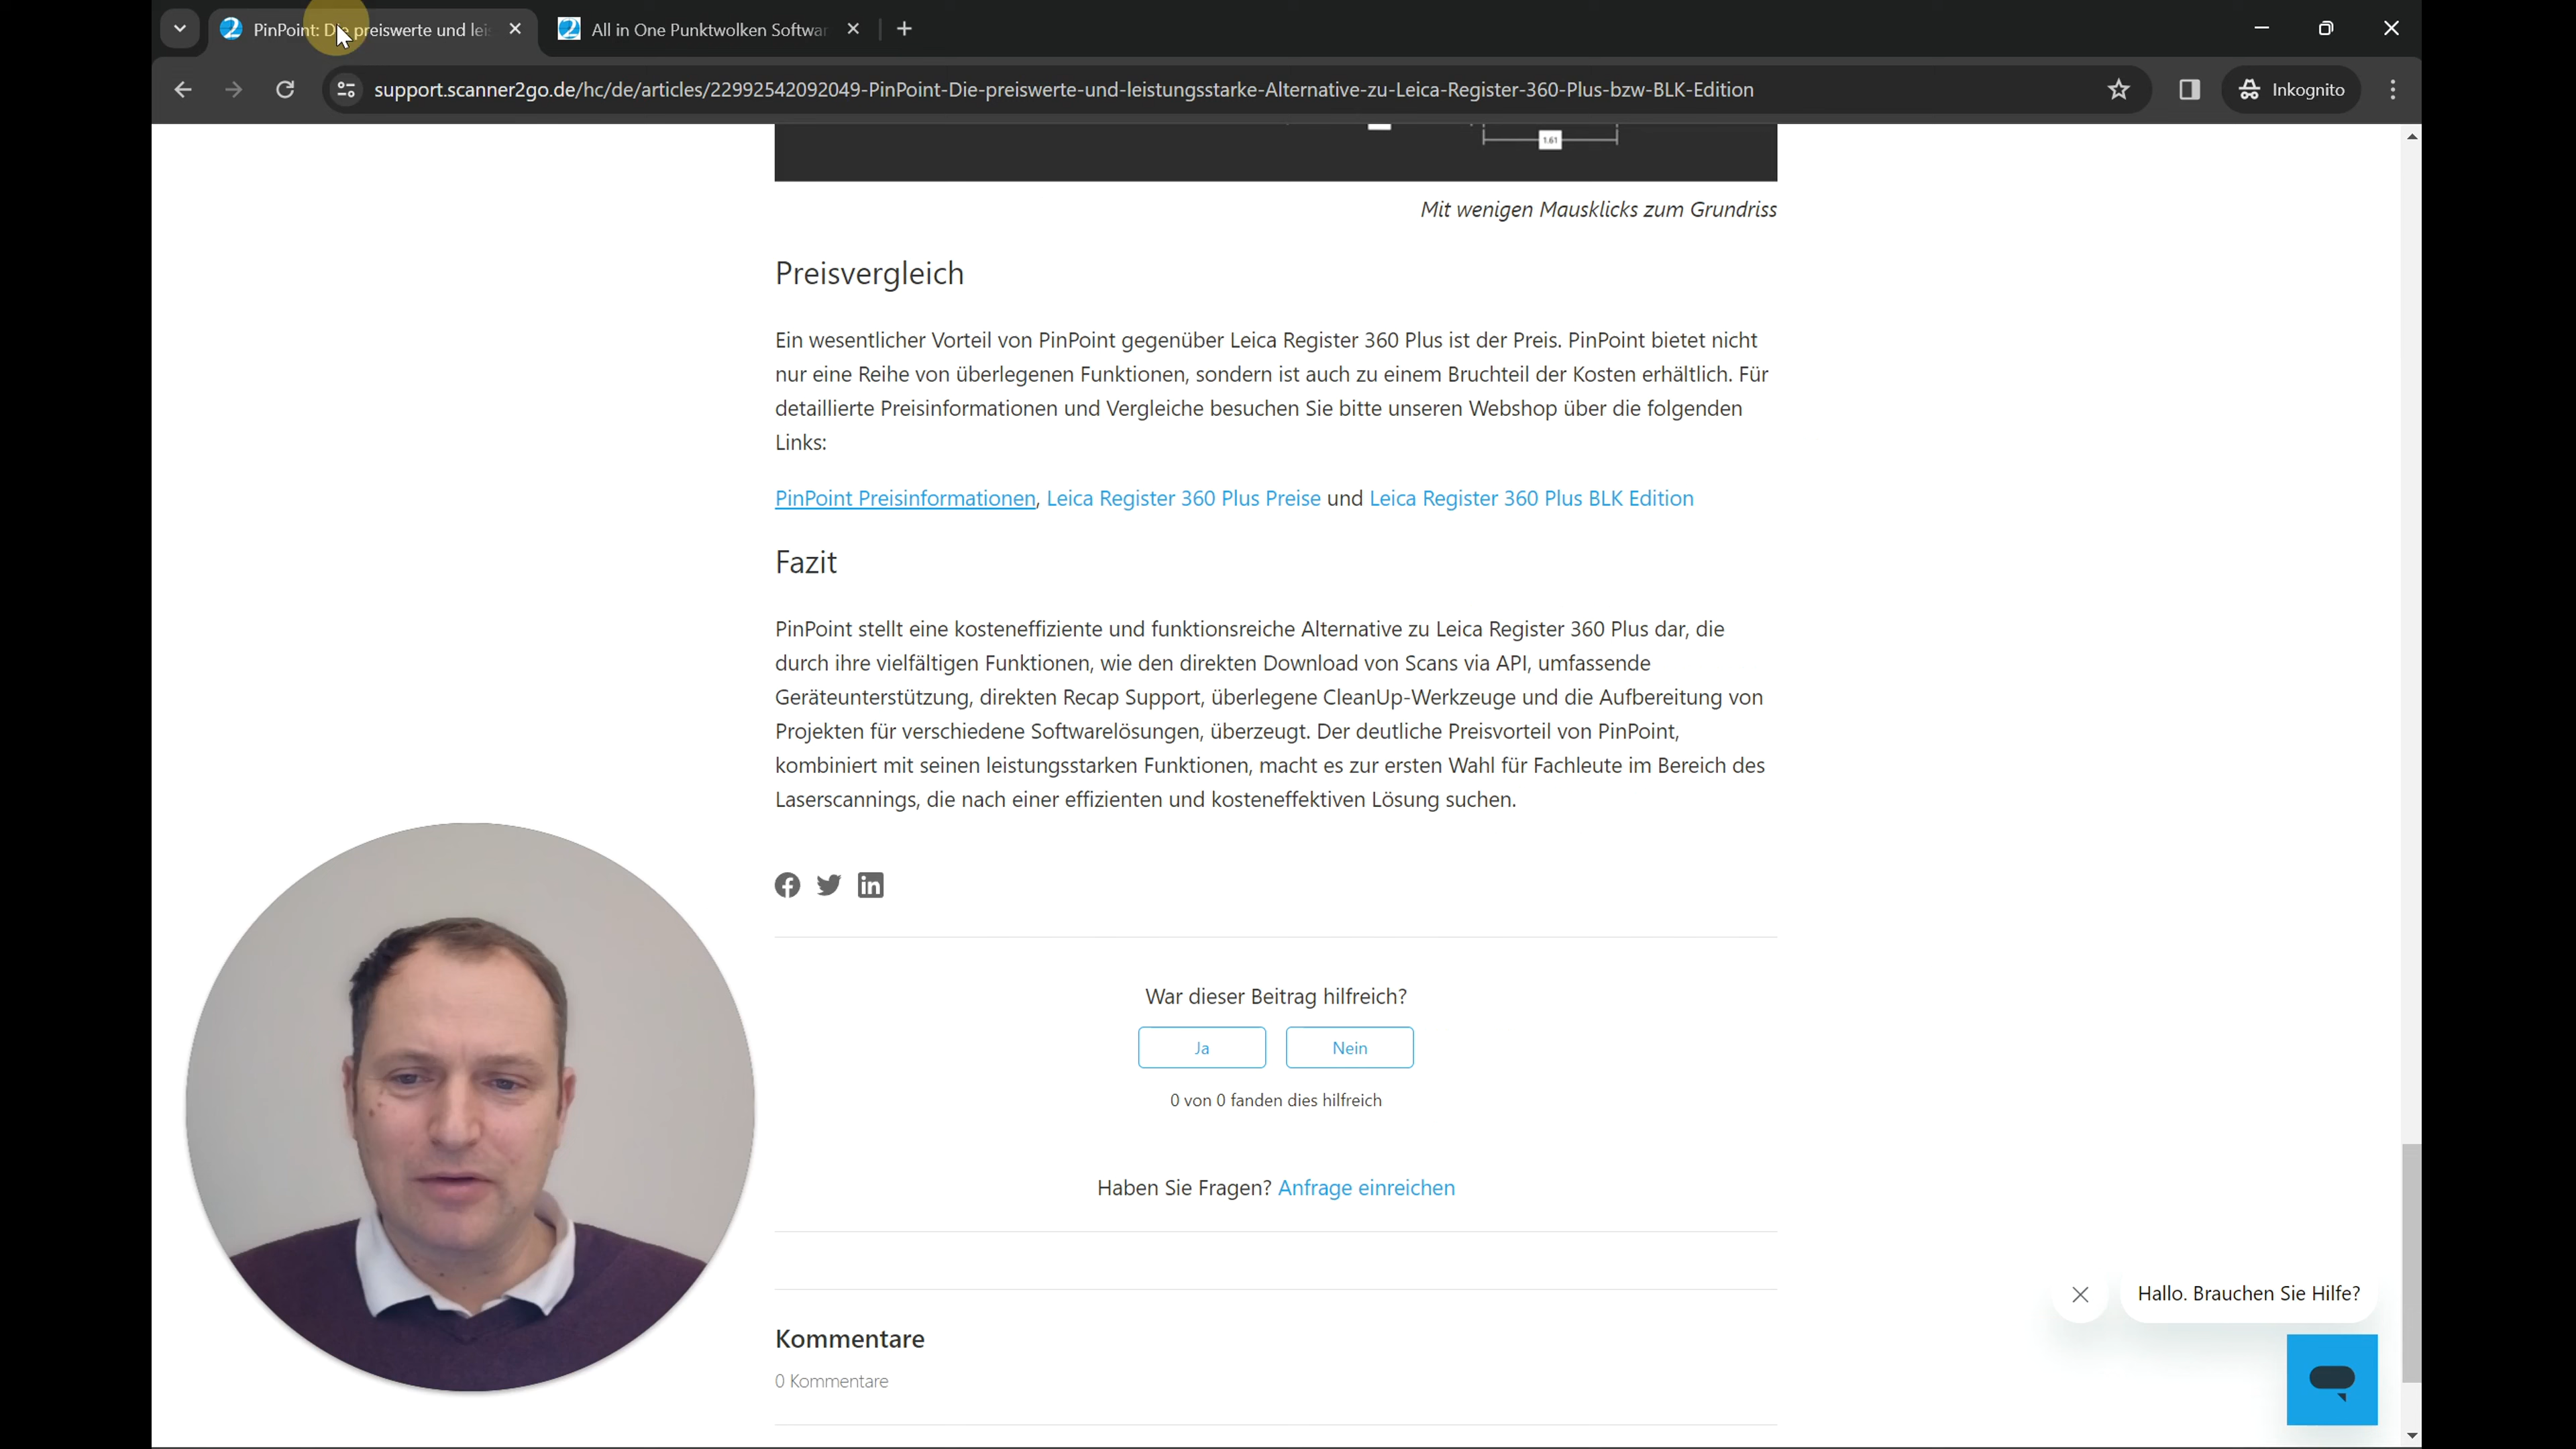 PinPoint: Die preiswerte und lei
All in One Punktwolken Softwar
support.scanner2go.de/hc/de/articles/22992542092049-PinPoint-Die-preiswerte-und-leistungsstarke-Alternative-zu-Leica-Register-360-Plus-bzw-BLK-Edition
Inkognito
1.61
Mit wenigen Mausklicks zum Grundriss
Preisvergleich
Ein wesentlicher Vorteil von PinPoint gegenüber Leica Register 360 Plus ist der Preis. PinPoint bietet nicht
nur eine Reihe von überlegenen Funktionen, sondern ist auch zu einem Bruchteil der Kosten erhältlich. Für
detaillierte Preisinformationen und Vergleiche besuchen Sie bitte unseren Webshop über die folgenden
Links:
PinPoint Preisinformationen, Leica Register 360 Plus Preise und Leica Register 360 Plus BLK Edition
Fazit
PinPoint stellt eine kosteneffiziente und funktionsreiche Alternative zu Leica Register 360 Plus dar, die
durch ihre vielfältigen Funktionen, wie den direkten Download von Scans via API, umfassende
Geräteunterstützung, direkten Recap Support, überlegene CleanUp-Werkzeuge und die Aufbereitung von
Projekten für verschiedene Softwarelösungen, überzeugt. Der deutliche Preisvorteil von PinPoint,
kombiniert mit seinen leistungsstarken Funktionen, macht es zur ersten Wahl für Fachleute im Bereich des
Laserscannings, die nach einer effizienten und kosteneffektiven Lösung suchen.
War dieser Beitrag hilfreich?
Ja
Nein
0 von 0 fanden dies hilfreich
Haben Sie Fragen? Anfrage einreichen
Hallo. Brauchen Sie Hilfe?
Kommentare
0 Kommentare